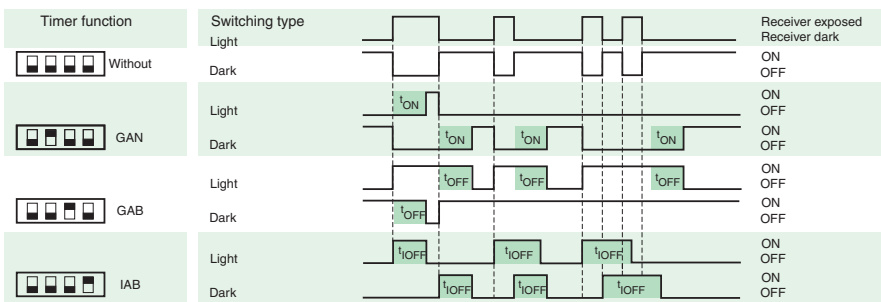 Timer function Switching type Receiver exposed
Light Receiver dark
Without ON
Dark OFF
ON
Light tON OFF
GAN ON
Dark tON tON tON OFF
ON
Light tOFF tOFF tOFF OFF
GAB ON
Dark tOFF OFF
ON
Light tIOFF tIOFF tIOFF OFF
IAB ON
Dark tIOFF tIOFF tIOFF OFF